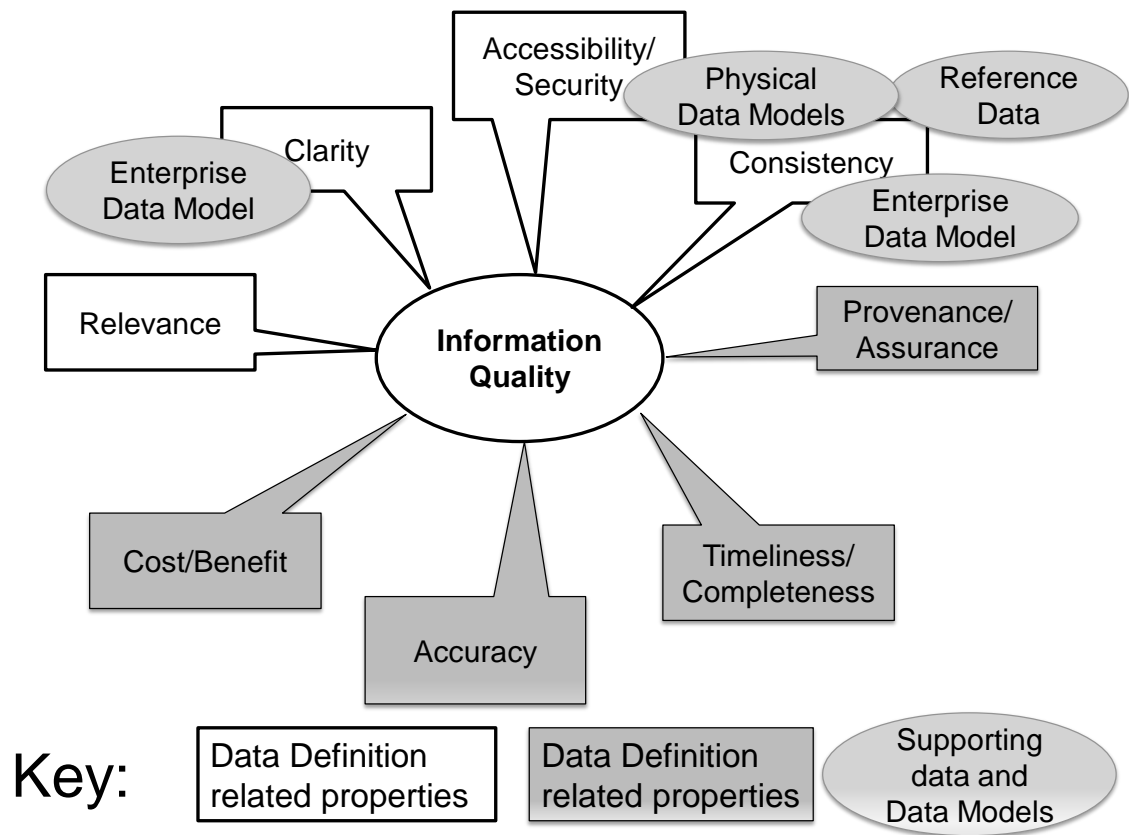 Accessibility/
Security
Physical
Data Models
Reference
Data
Clarity
Consistency
Enterprise
Data Model
Enterprise
Data Model
Relevance
Information
Quality
Provenance/
Assurance
Cost/Benefit
Timeliness/
Completeness
Accuracy
Key:
Data Definition
related properties
Data Definition
related properties
Supporting
data and
Data Models